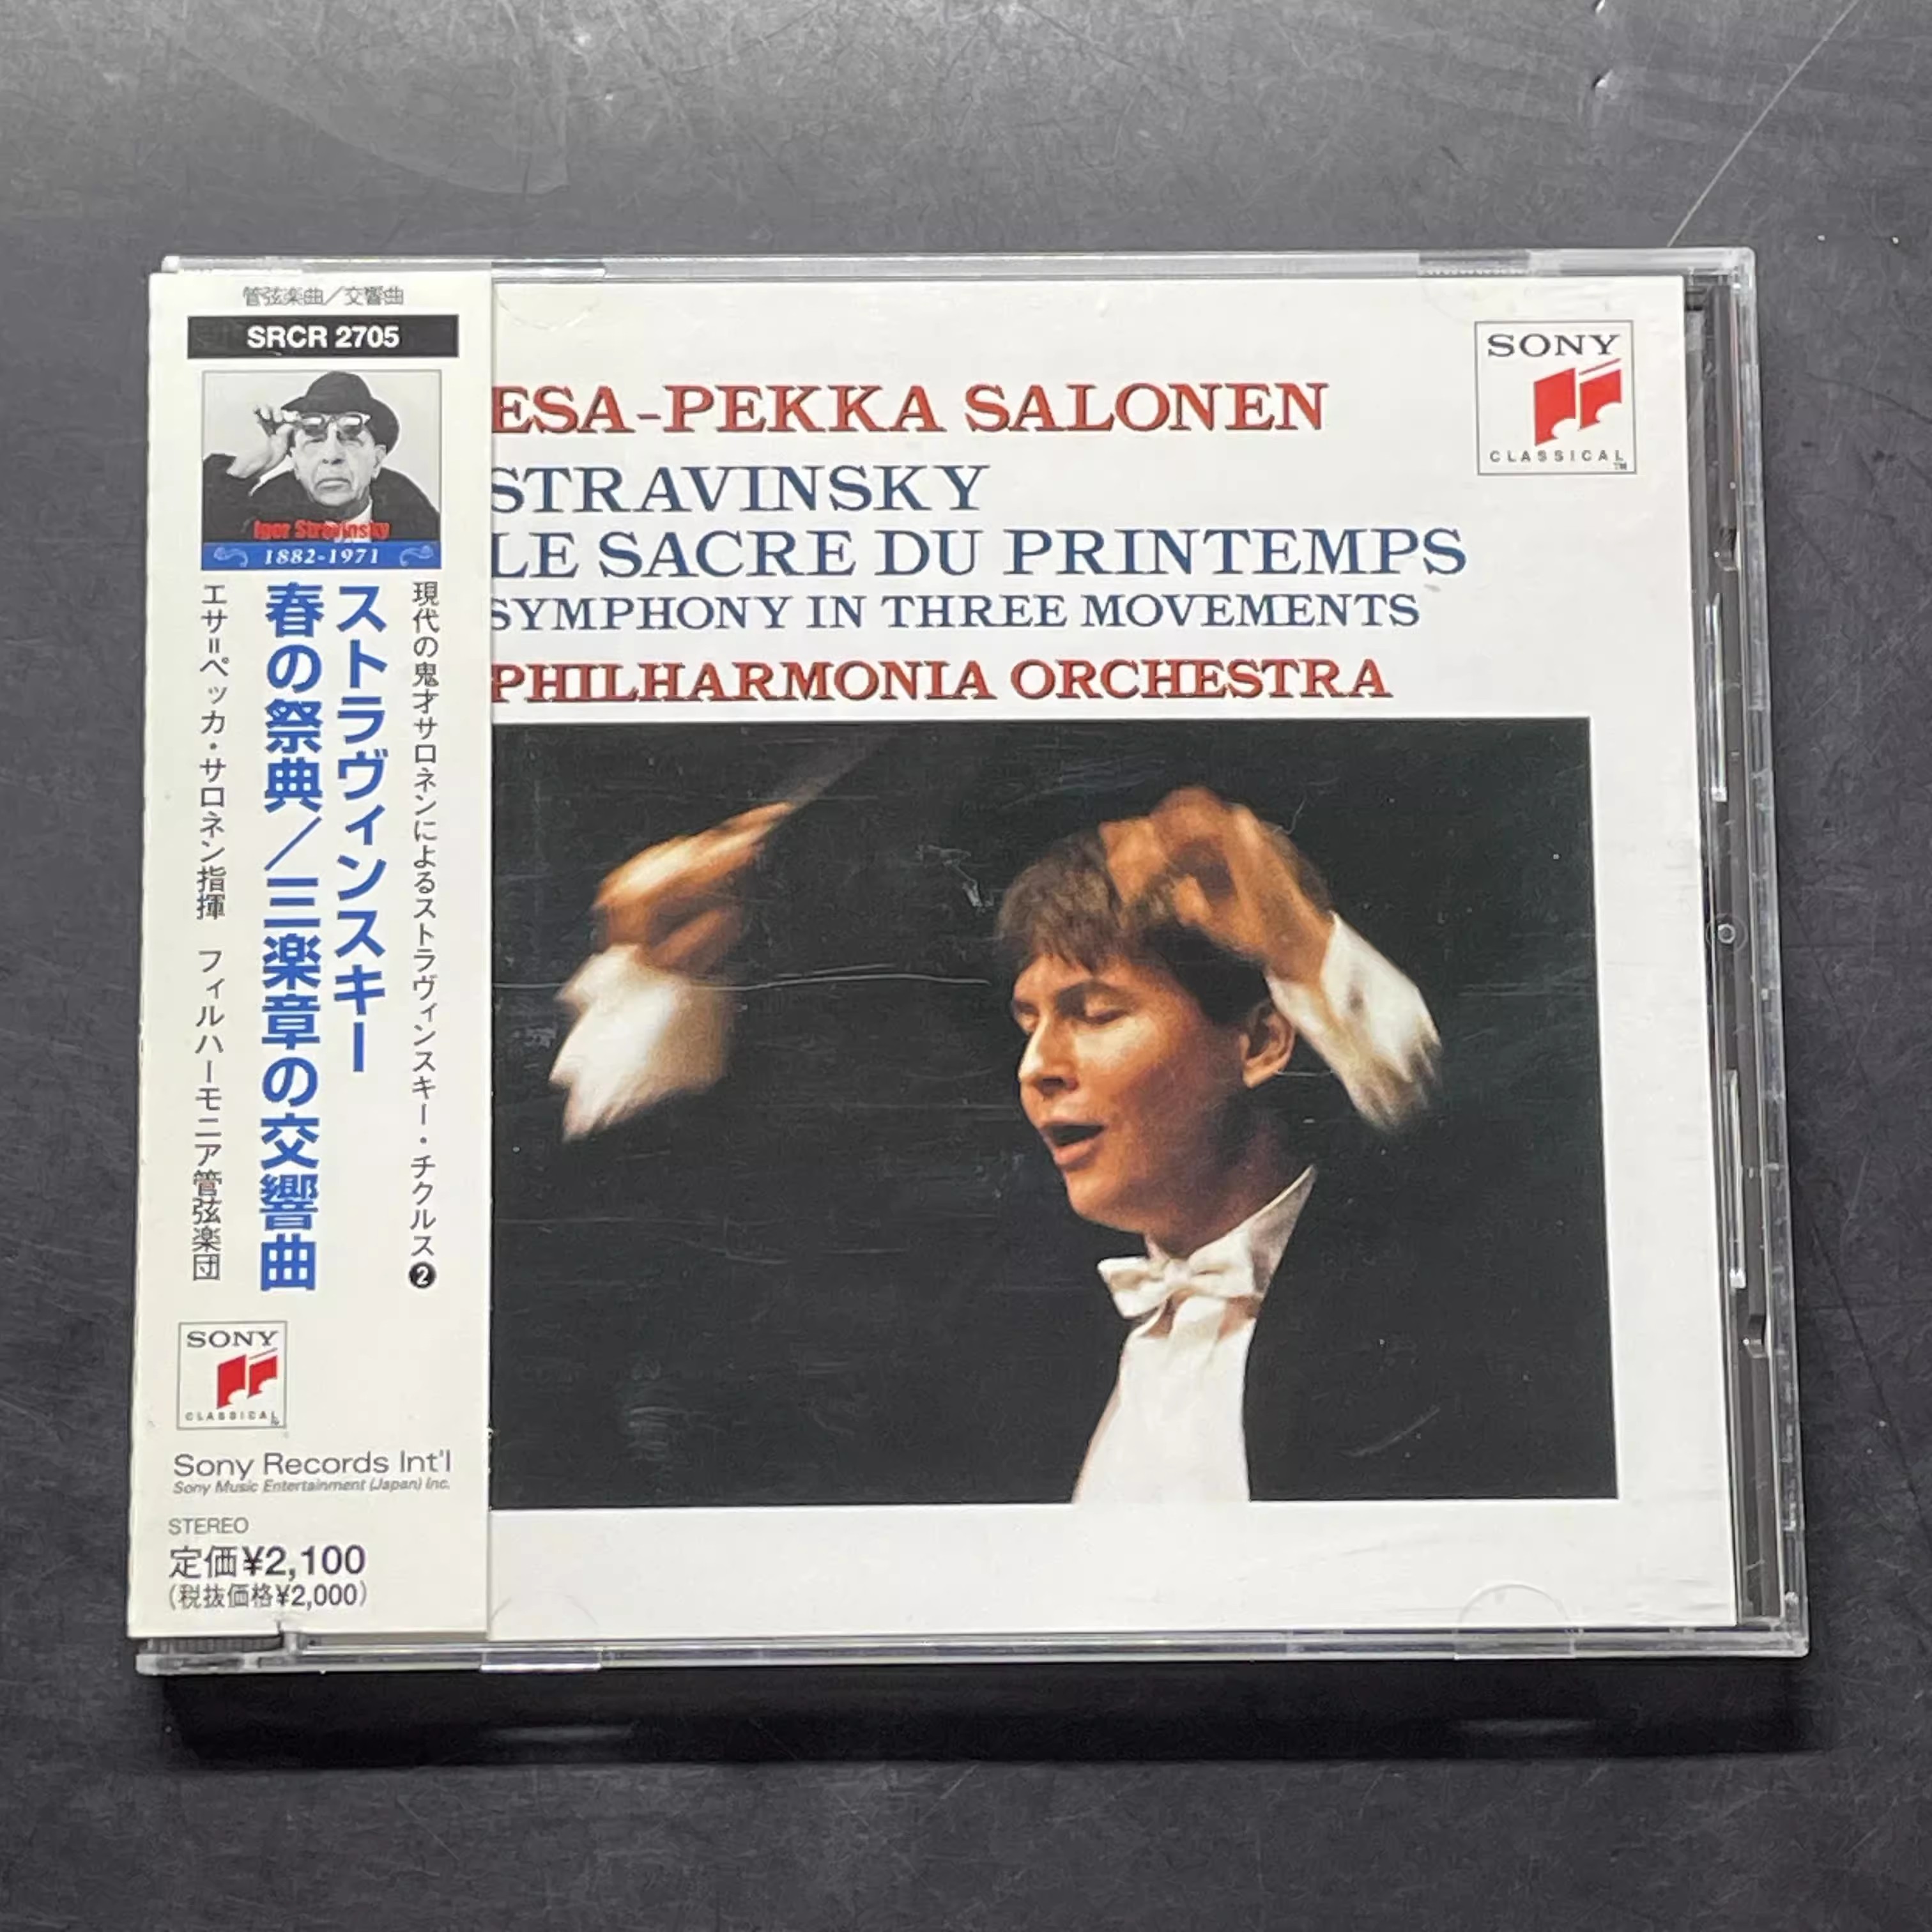 管弦楽曲／交響曲
SRCR 2705
Igor Stravinsky
1882-1971
現代の鬼才サロネンによるストラヴィンスキー・チクルス❷
ストラヴィンスキー
春の祭典／三楽章の交響曲
エサ＝ペッカ・サロネン指揮　フィルハーモニア管弦楽団
SONY
CLASSICAL
Sony Records Int'l
Sony Music Entertainment (Japan) Inc.
STEREO
定価¥2,100
(税抜価格¥2,000)
ESA-PEKKA SALONEN
STRAVINSKY
LE SACRE DU PRINTEMPS
SYMPHONY IN THREE MOVEMENTS
PHILHARMONIA ORCHESTRA
SONY
CLASSICAL™